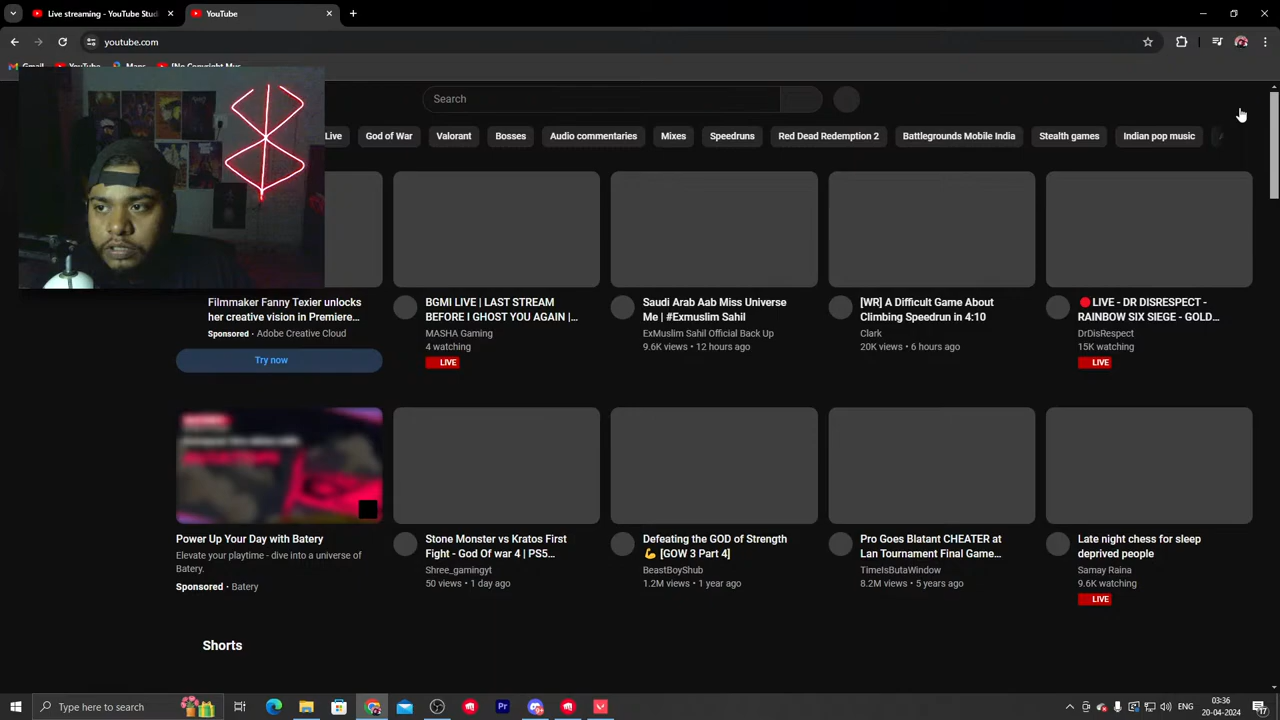 Live streaming - YouTube Stud
YouTube
youtube.com
Gmail YouTube Maps [No Copyright Mus
Search
Live God of War Valorant Bosses Audio commentaries Mixes Speedruns Red Dead Redemption 2 Battlegrounds Mobile India Stealth games Indian pop music
Filmmaker Fanny Texier unlocks
her creative vision in Premiere...
Sponsored · Adobe Creative Cloud
Try now
BGMI LIVE | LAST STREAM
BEFORE I GHOST YOU AGAIN |...
MASHA Gaming
4 watching
LIVE
Saudi Arab Aab Miss Universe
Me | #Exmuslim Sahil
ExMuslim Sahil Official Back Up
9.6K views • 12 hours ago
[WR] A Difficult Game About
Climbing Speedrun in 4:10
Clark
20K views • 6 hours ago
🔴LIVE - DR DISRESPECT -
RAINBOW SIX SIEGE - GOLD...
DrDisRespect
15K watching
LIVE
Power Up Your Day with Batery
Elevate your playtime - dive into a universe of
Batery.
Sponsored · Batery
Stone Monster vs Kratos First
Fight - God Of war 4 | PS5...
Shree_gamingyt
50 views • 1 day ago
Defeating the GOD of Strength
💪 [GOW 3 Part 4]
BeastBoyShub
1.2M views • 1 year ago
Pro Goes Blatant CHEATER at
Lan Tournament Final Game...
TimeIsButaWindow
8.2M views • 5 years ago
Late night chess for sleep
deprived people
Samay Raina
9.6K watching
LIVE
Shorts
Type here to search
Pr
ENG
03:36
20-04-2024